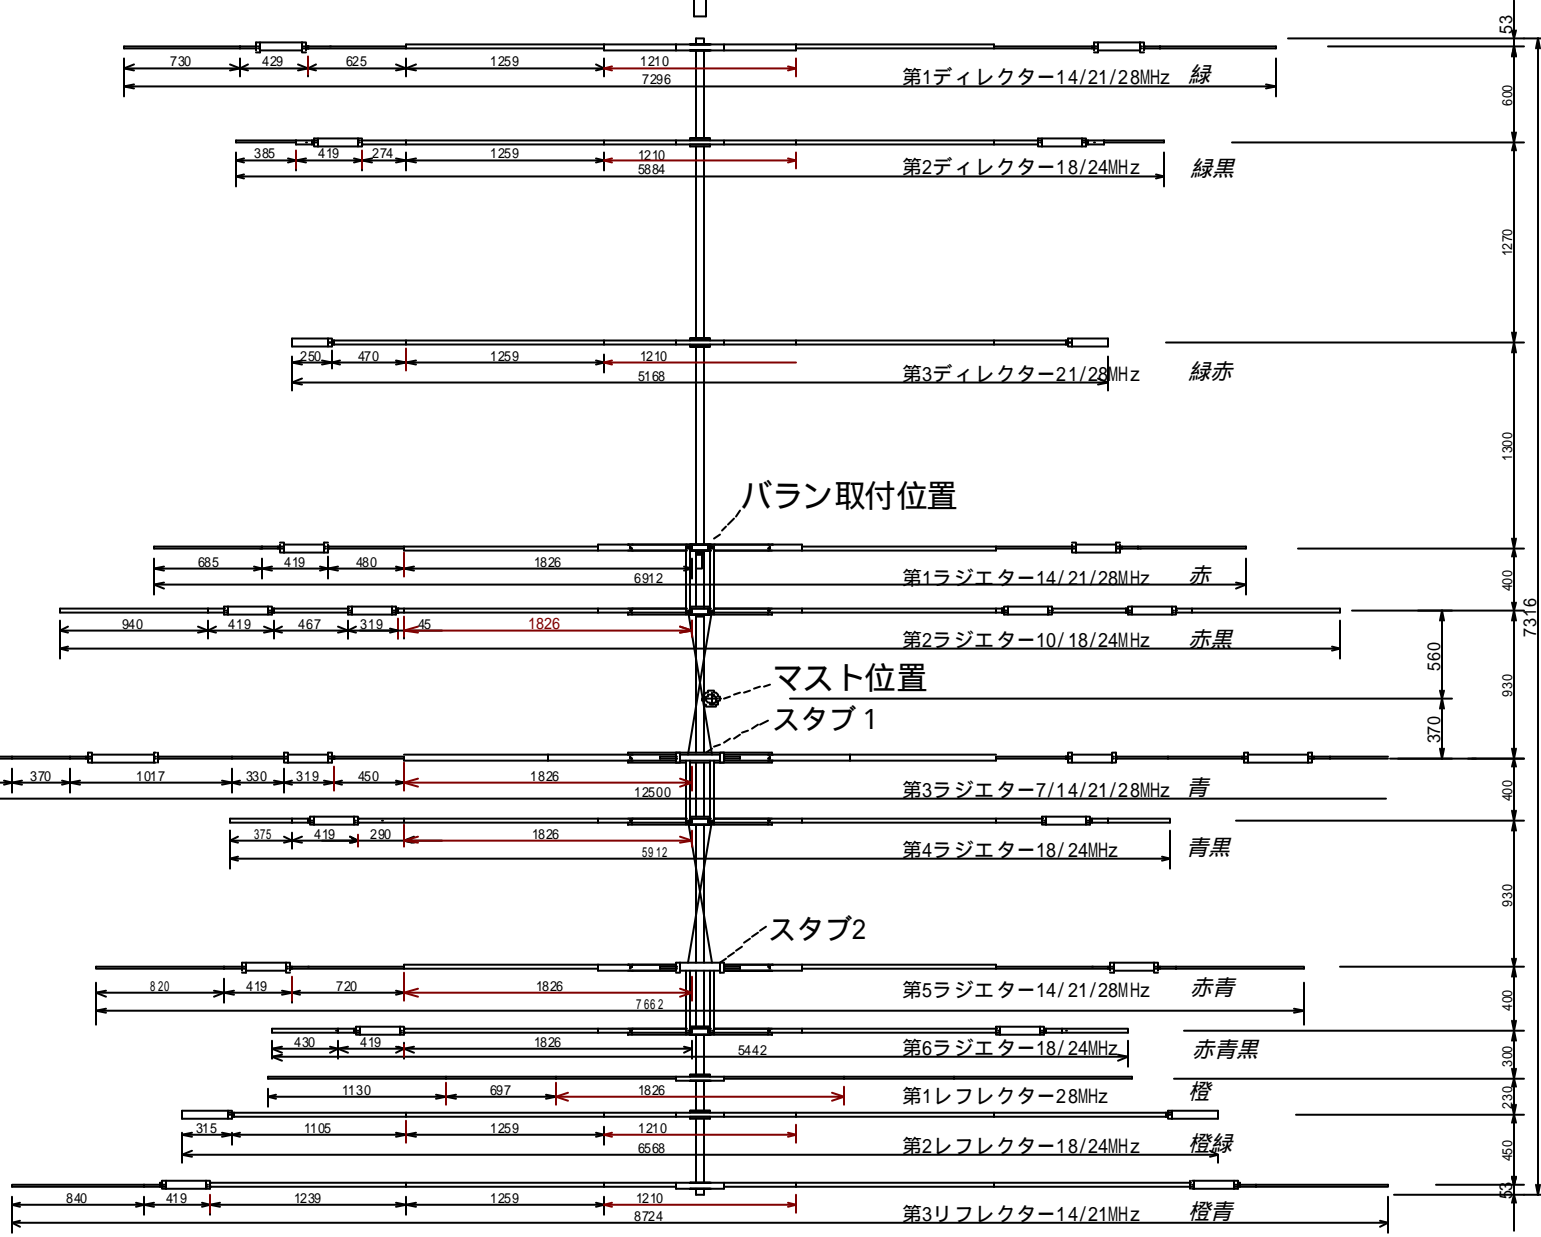 53
730 429 625 1259 1210
7296
第1ディレクター14/21/28MHz 緑
600
385 419 274 1259 1210
5884
第2ディレクター18/24MHz 緑黒
1270
250 470 1259 1210
5168
第3ディレクター21/28MHz 緑赤
1300
バラン取付位置
685 419 480 1826
6912
第1ラジエター14/21/28MHz 赤
400
7316
940 419 467 319 45 1826
第2ラジエター10/18/24MHz 赤黒
560
930
マスト位置
スタブ1
370
370 1017 330 319 450 1826
12500
第3ラジエター7/14/21/28MHz 青
400
375 419 290 1826
5912
第4ラジエター18/24MHz 青黒
930
スタブ2
820 419 720 1826
7662
第5ラジエター14/21/28MHz 赤青
400
430 419 1826
5442
第6ラジエター18/24MHz 赤青黒
300
1130 697 1826
第1レフレクター28MHz 橙
230
315 1105 1259 1210
6568
第2レフレクター18/24MHz 橙緑
450
840 419 1239 1259 1210
8724
第3リフレクター14/21MHz 橙青
53